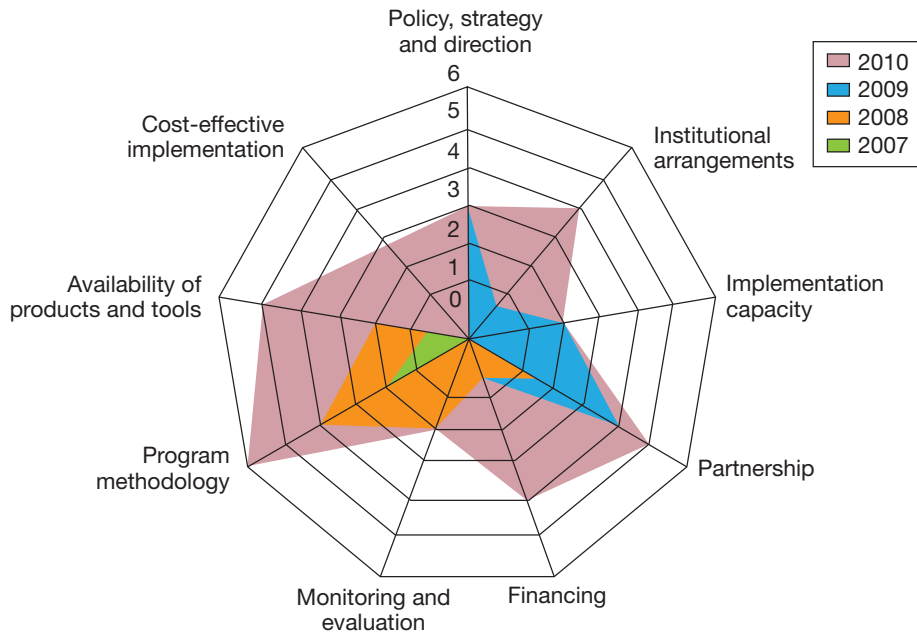 Policy, strategy
and direction
2010
2009
2008
2007
6
5
4
3
2
1
0
Cost-effective
implementation
Institutional
arrangements
Availability of
products and tools
Implementation
capacity
Program
methodology
Partnership
Monitoring and
evaluation
Financing